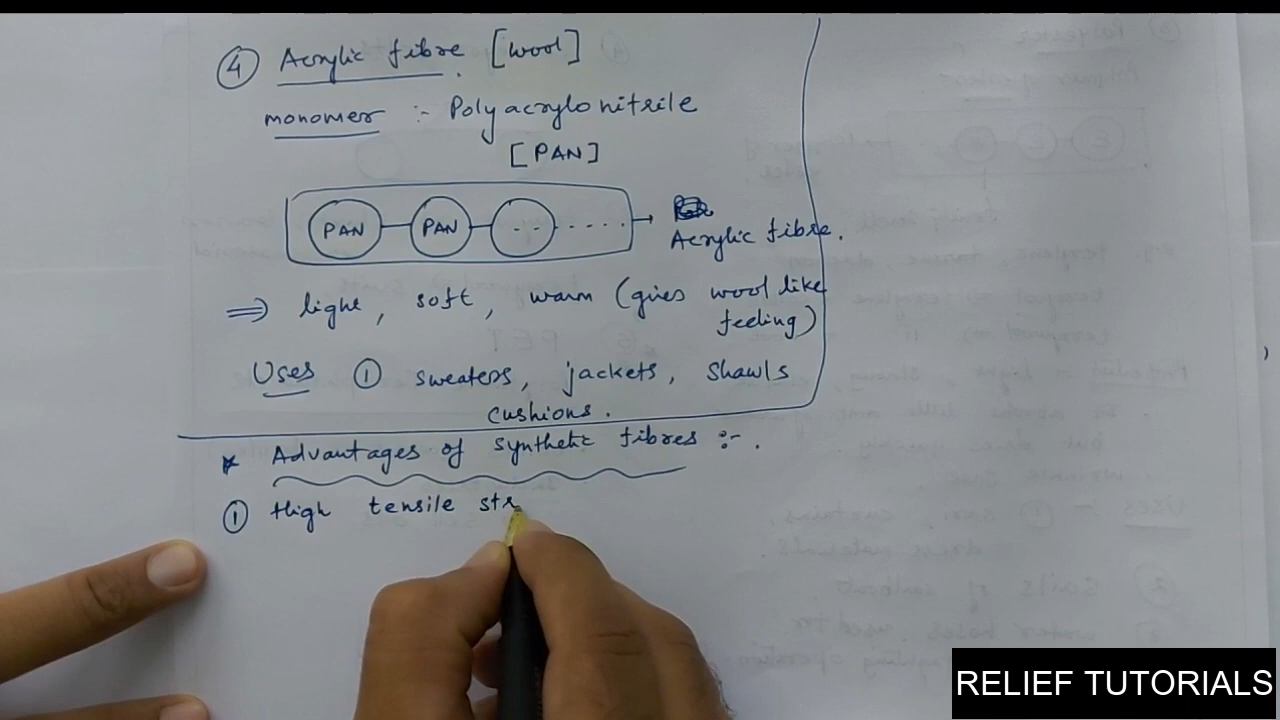 ④ Acrylic fibre [wool]
monomer :- Polyacrylonitrile
[PAN]
PAN PAN
Acrylic fibre.
⇒ light, soft, warm (gives wool like
feeling)
Uses ① sweaters, jackets, shawls
cushions.
* Advantages of synthetic fibres :-.
① High tensile str
RELIEF TUTORIALS